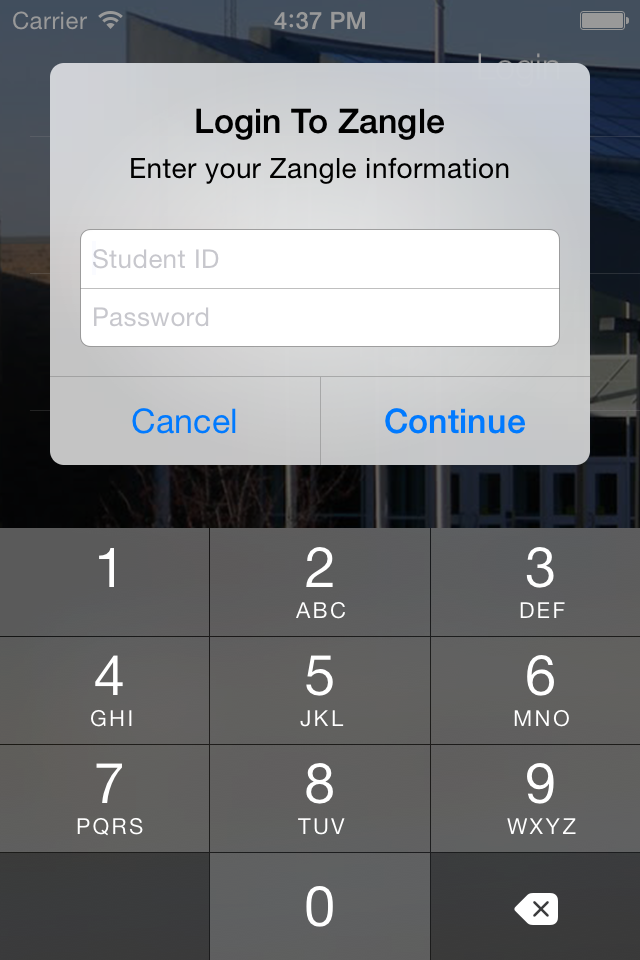 Carrier 4:37 PM
Login
Login To Zangle
Enter your Zangle information
Student ID
Password
Cancel Continue
1 2 3
ABC DEF
4 5 6
GHI JKL MNO
7 8 9
PQRS TUV WXYZ
0